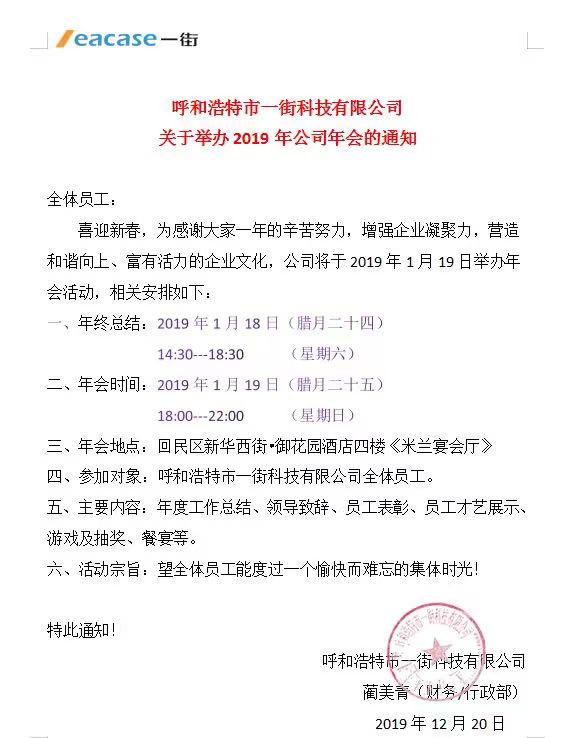 eacase一街
呼和浩特市一街科技有限公司
关于举办 2019 年公司年会的通知
全体员工：
喜迎新春，为感谢大家一年的辛苦努力，增强企业凝聚力，营造
和谐向上、富有活力的企业文化，公司将于 2019 年 1 月 19 日举办年
会活动，相关安排如下：
一、年终总结：2019 年 1 月 18 日（腊月二十四）
14:30---18:30 （星期六）
二、年会时间：2019 年 1 月 19 日（腊月二十五）
18:00---22:00 （星期日）
三、年会地点：回民区新华西街•御花园酒店四楼《米兰宴会厅》
四、参加对象：呼和浩特市一街科技有限公司全体员工。
五、主要内容：年度工作总结、领导致辞、员工表彰、员工才艺展示、
游戏及抽奖、餐宴等。
六、活动宗旨：望全体员工能度过一个愉快而难忘的集体时光！
特此通知！
呼和浩特市一街科技有限公司
蔺美青（财务/行政部）
2019 年 12 月 20 日